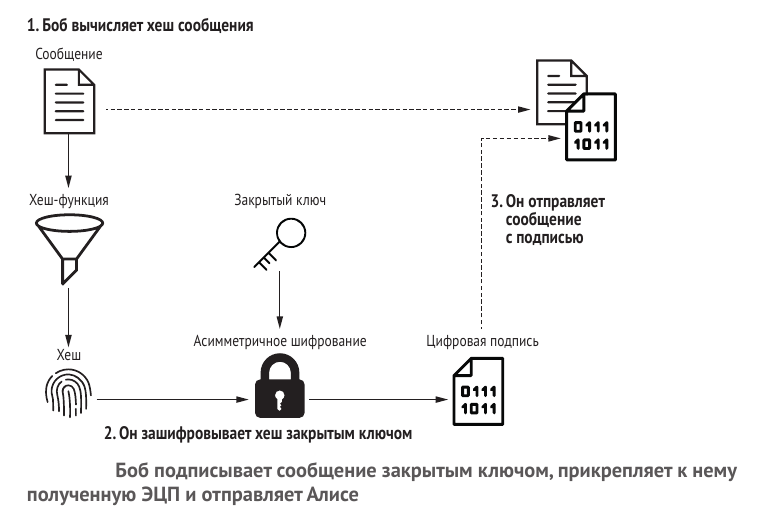 1. Боб вычисляет хеш сообщения
Сообщение
0111
1011
Хеш-функция
Закрытый ключ
3. Он отправляет
сообщение
с подписью
Хеш
Асимметричное шифрование
Цифровая подпись
0111
1011
2. Он зашифровывает хеш закрытым ключом
Боб подписывает сообщение закрытым ключом, прикрепляет к нему
полученную ЭЦП и отправляет Алисе